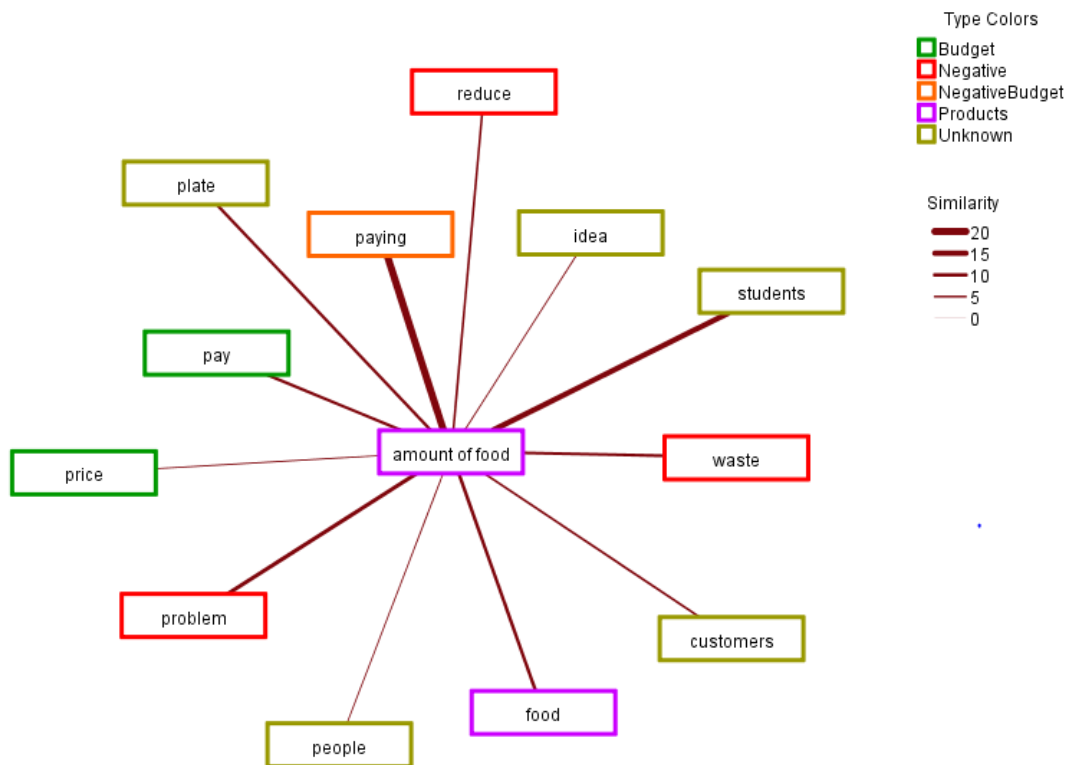 Type Colors
Budget
Negative
NegativeBudget
Products
Unknown
reduce
plate
paying
idea
Similarity
20
15
10
5
0
students
pay
amount of food
waste
price
problem
customers
food
people